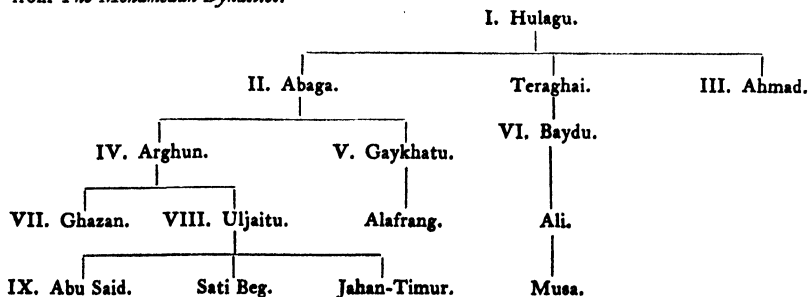 from The Mohamedan Dynasties.
I. Hulagu.
II. Abaga. Teraghai. III. Ahmad.
VI. Baydu.
IV. Arghun. V. Gaykhatu.
VII. Ghazan. VIII. Uljaitu. Alafrang. Ali.
IX. Abu Said. Sati Beg. Jahan-Timur. Musa.